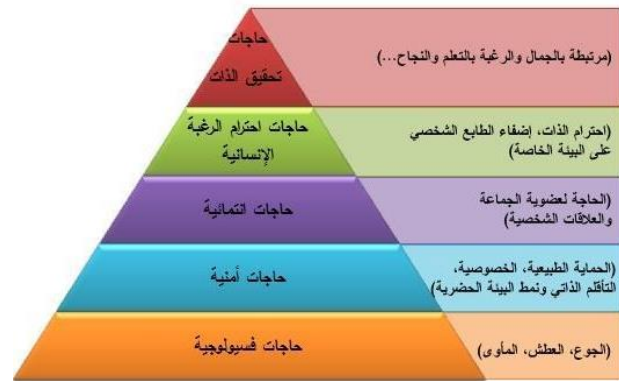 حاجات
تحقيق الذات
(مرتبطة بالجمال والرغبة بالتعلم والنجاح...)
حاجات احترام الرغبة
الإنسانية
(احترام الذات، إضفاء الطابع الشخصي
على البيئة الخاصة)
حاجات انتمائية
(الحاجة لعضوية الجماعة
والعلاقات الشخصية)
حاجات أمنية
(الحماية الطبيعية، الخصوصية،
التأقلم الذاتي ونمط البيئة الحضرية)
حاجات فسيولوجية
(الجوع، العطش، المأوى)